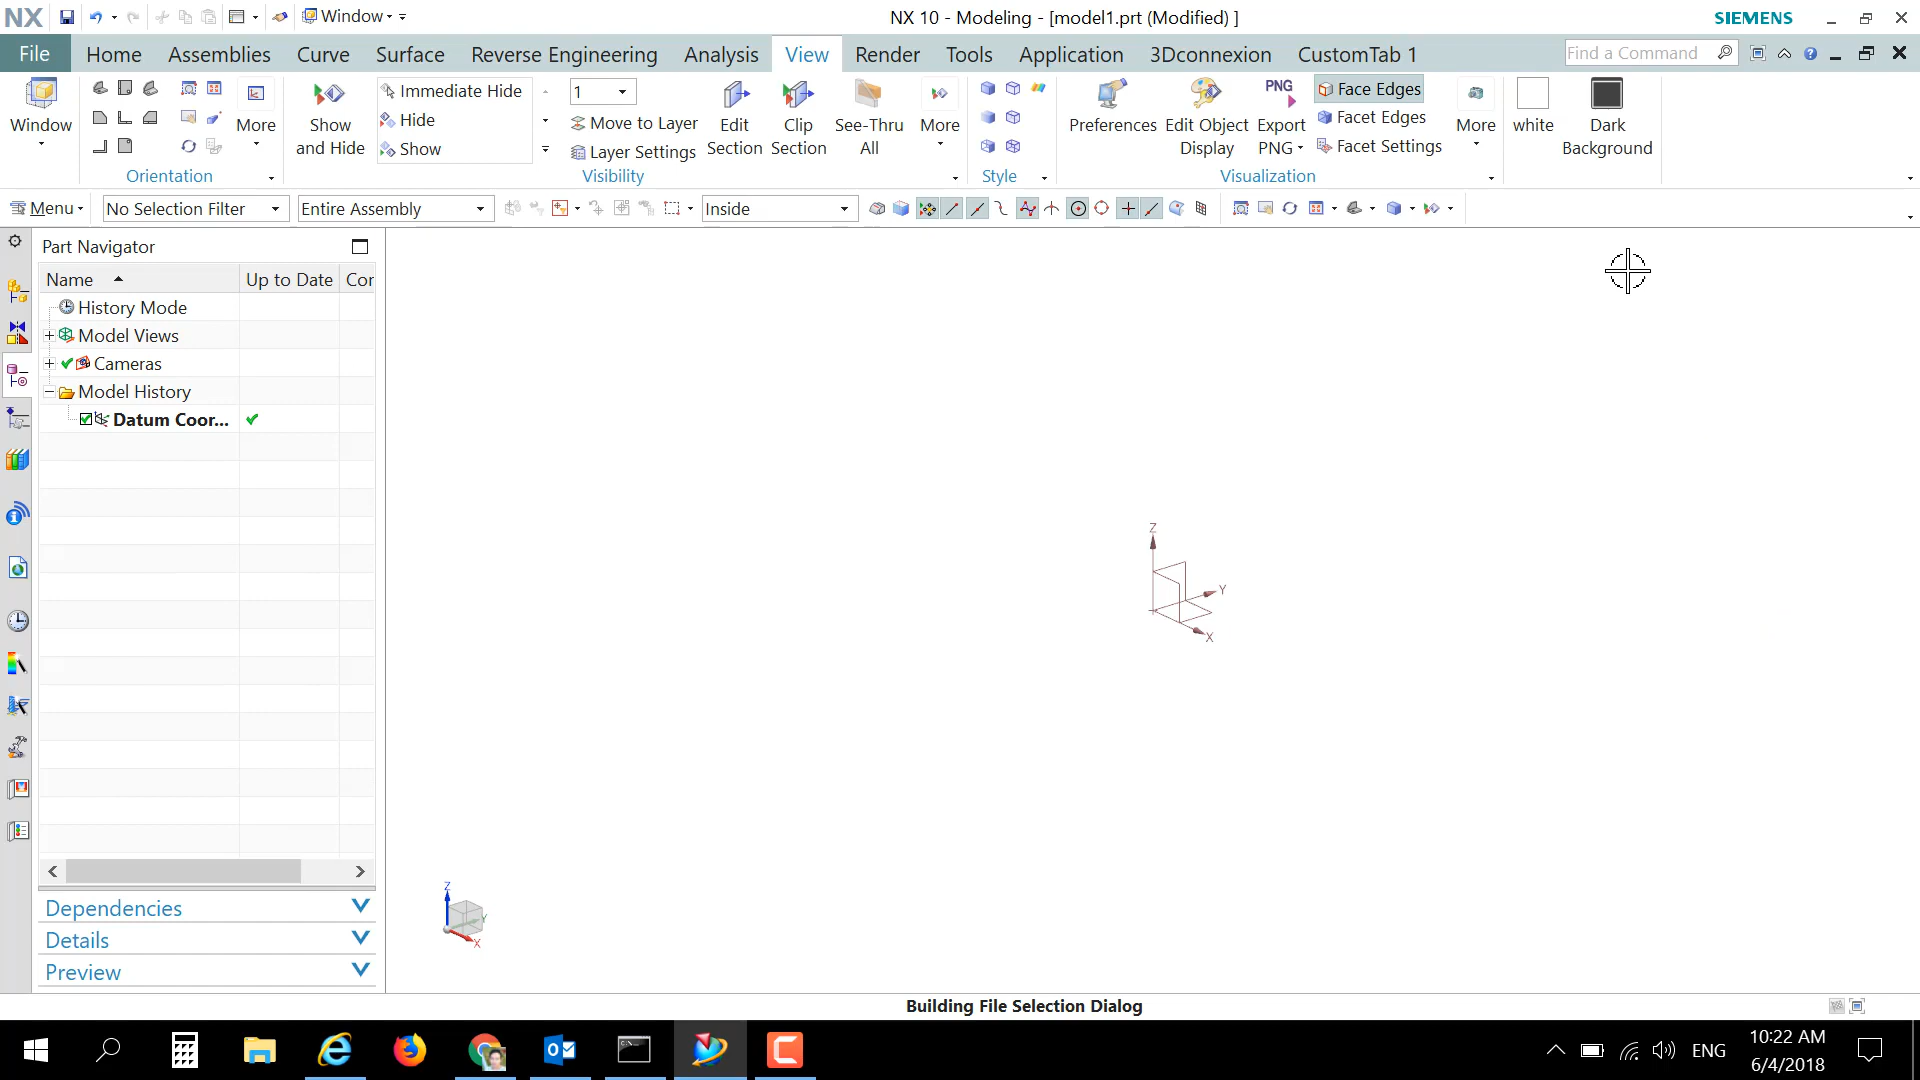 NX Window NX 10 - Modeling - [model1.prt (Modified) ] SIEMENS
File Home Assemblies Curve Surface Reverse Engineering Analysis View Render Tools Application 3Dconnexion CustomTab 1 Find a Command
Window
More
Orientation
Show
and Hide
Immediate Hide
Hide
Show
1
Move to Layer
Layer Settings
Edit
Section
Clip
Section
See-Thru
All
More
Visibility
Style
Preferences
Edit Object
Display
PNG
Export
PNG
Face Edges
Facet Edges
Facet Settings
More
Visualization
white
Dark
Background
Menu No Selection Filter Entire Assembly Inside
Part Navigator
Name Up to Date Cor
History Mode
Model Views
Cameras
Model History
Datum Coor...
Dependencies
Details
Preview
Z
Y
X
Z
Y
X
Building File Selection Dialog
ENG
10:22 AM
6/4/2018